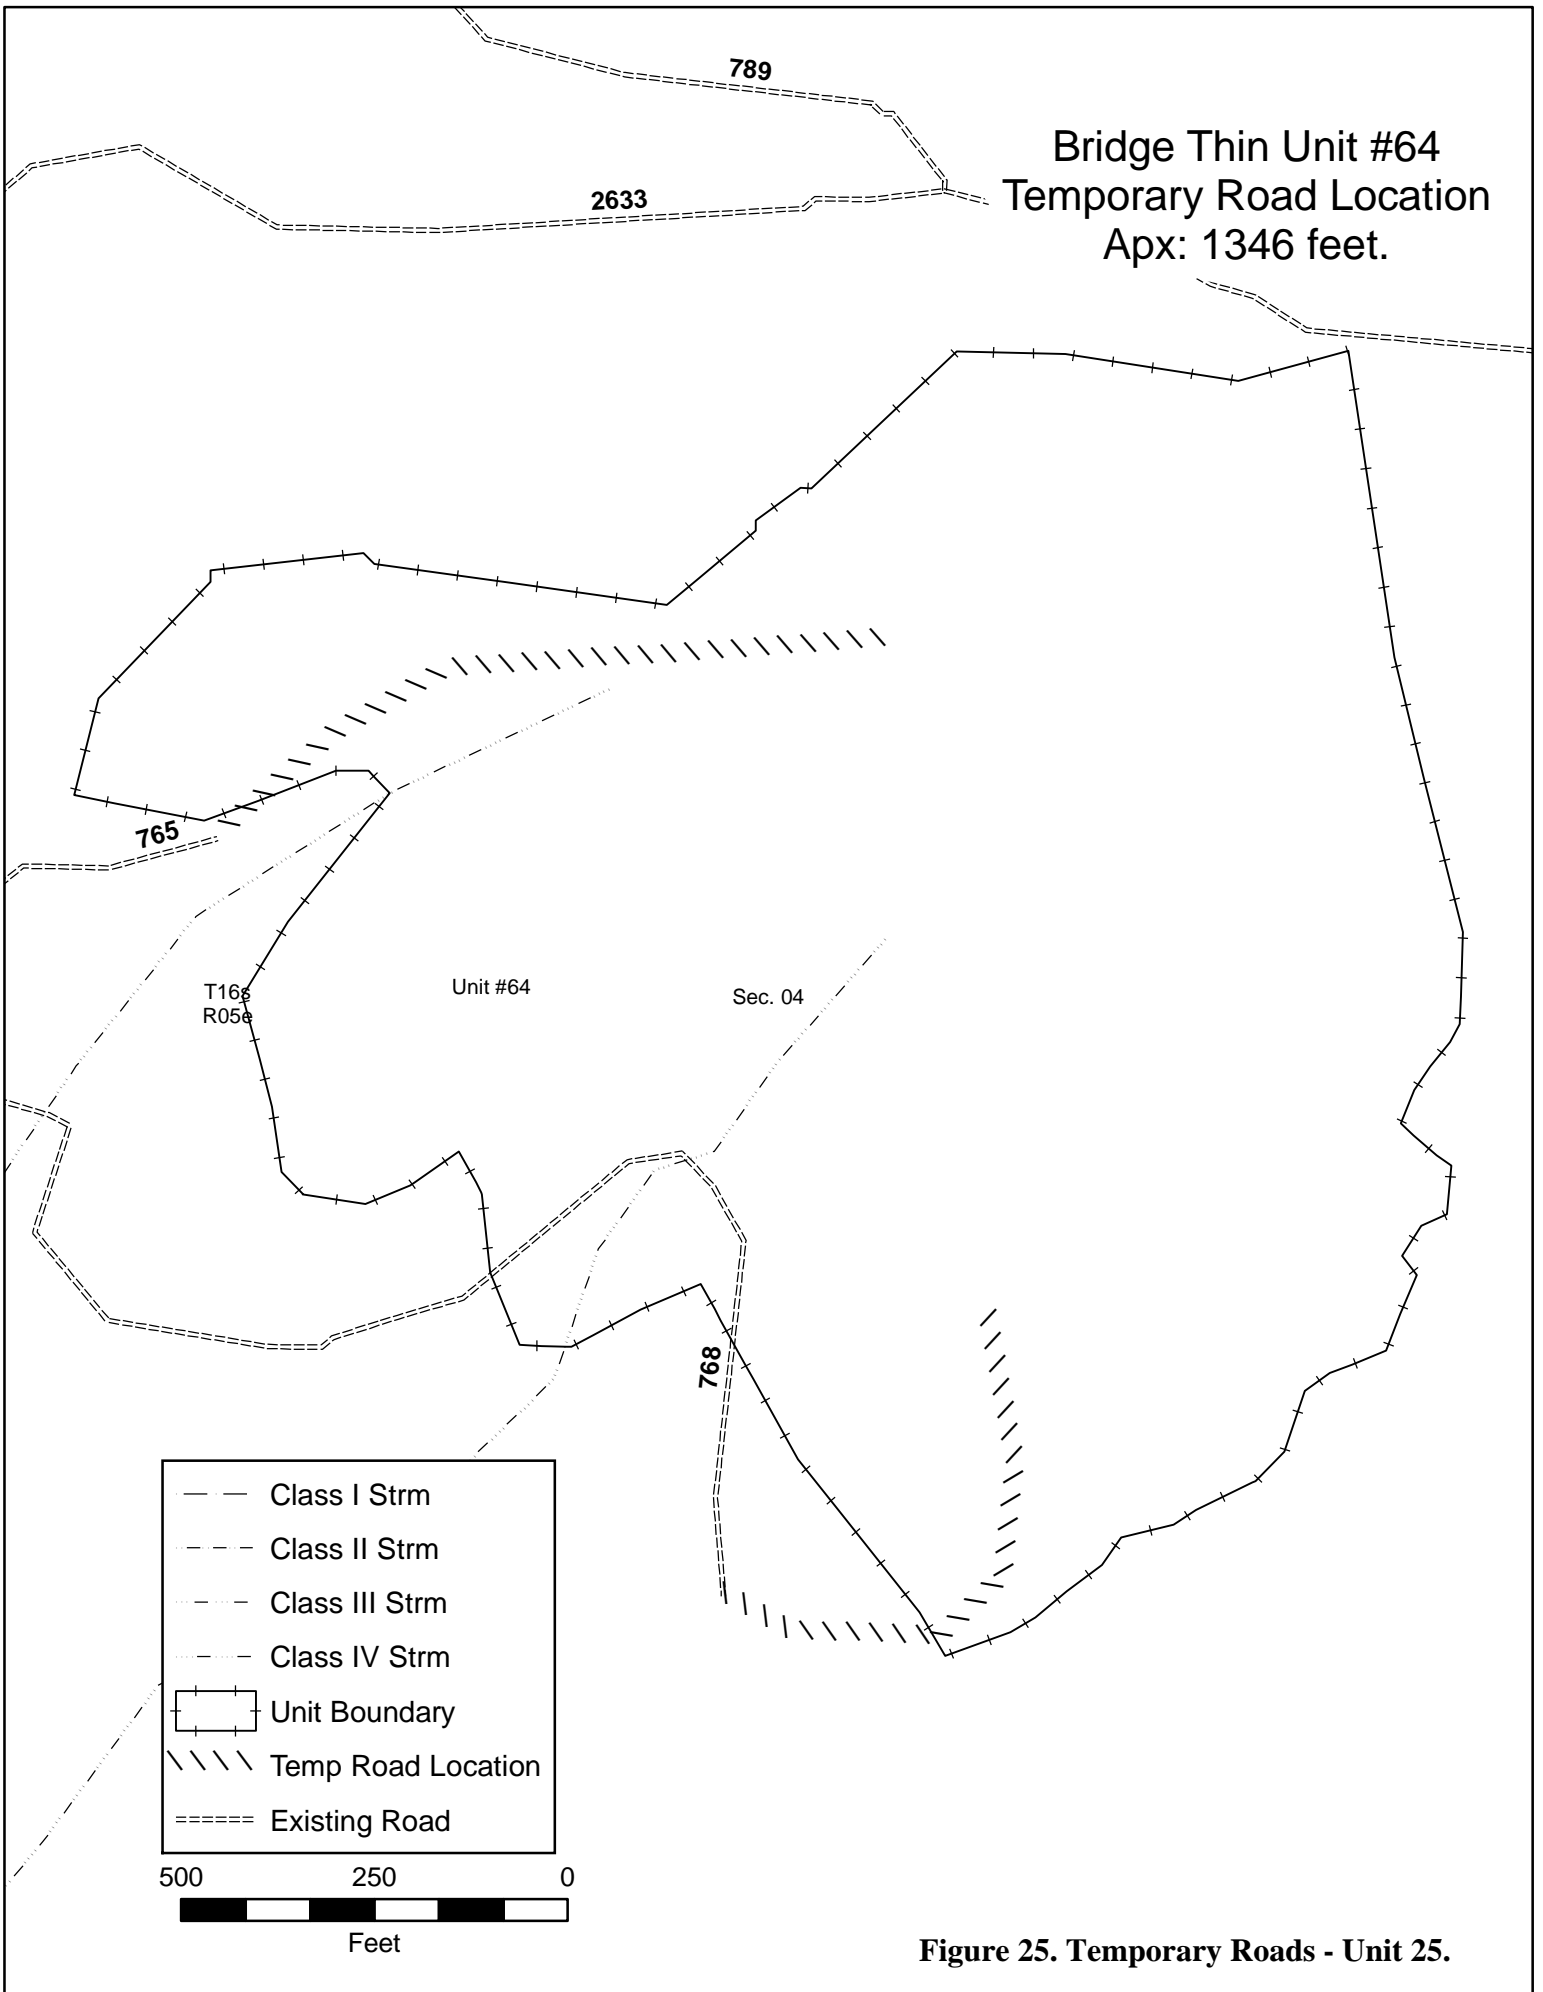 789
Bridge Thin Unit #64
Temporary Road Location
Apx: 1346 feet.
2633
765
T16s
R05e
Unit #64
Sec. 04
768
Class I Strm
Class II Strm
Class III Strm
Class IV Strm
Unit Boundary
Temp Road Location
Existing Road
500 250 0
Feet
Figure 25. Temporary Roads - Unit 25.